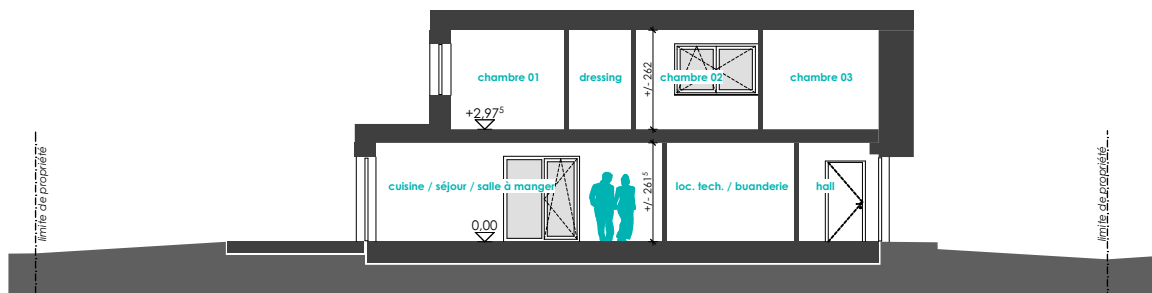 chambre 01
dressing
+/- 262
chambre 02
chambre 03
+2,97⁵
limite de propriété
cuisine / séjour / salle à manger
+/- 261⁵
loc. tech. / buanderie
hall
limite de propriété
0,00